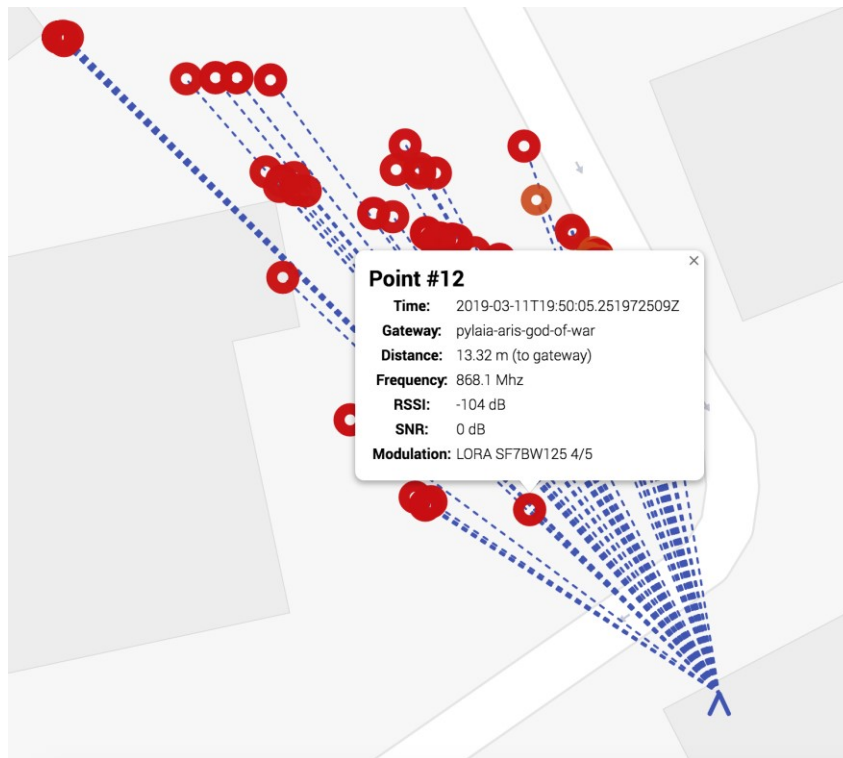 ×
Point #12
Time: 2019-03-11T19:50:05.251972509Z
Gateway: pylaia-aris-god-of-war
Distance: 13.32 m (to gateway)
Frequency: 868.1 Mhz
RSSI: -104 dB
SNR: 0 dB
Modulation: LORA SF7BW125 4/5